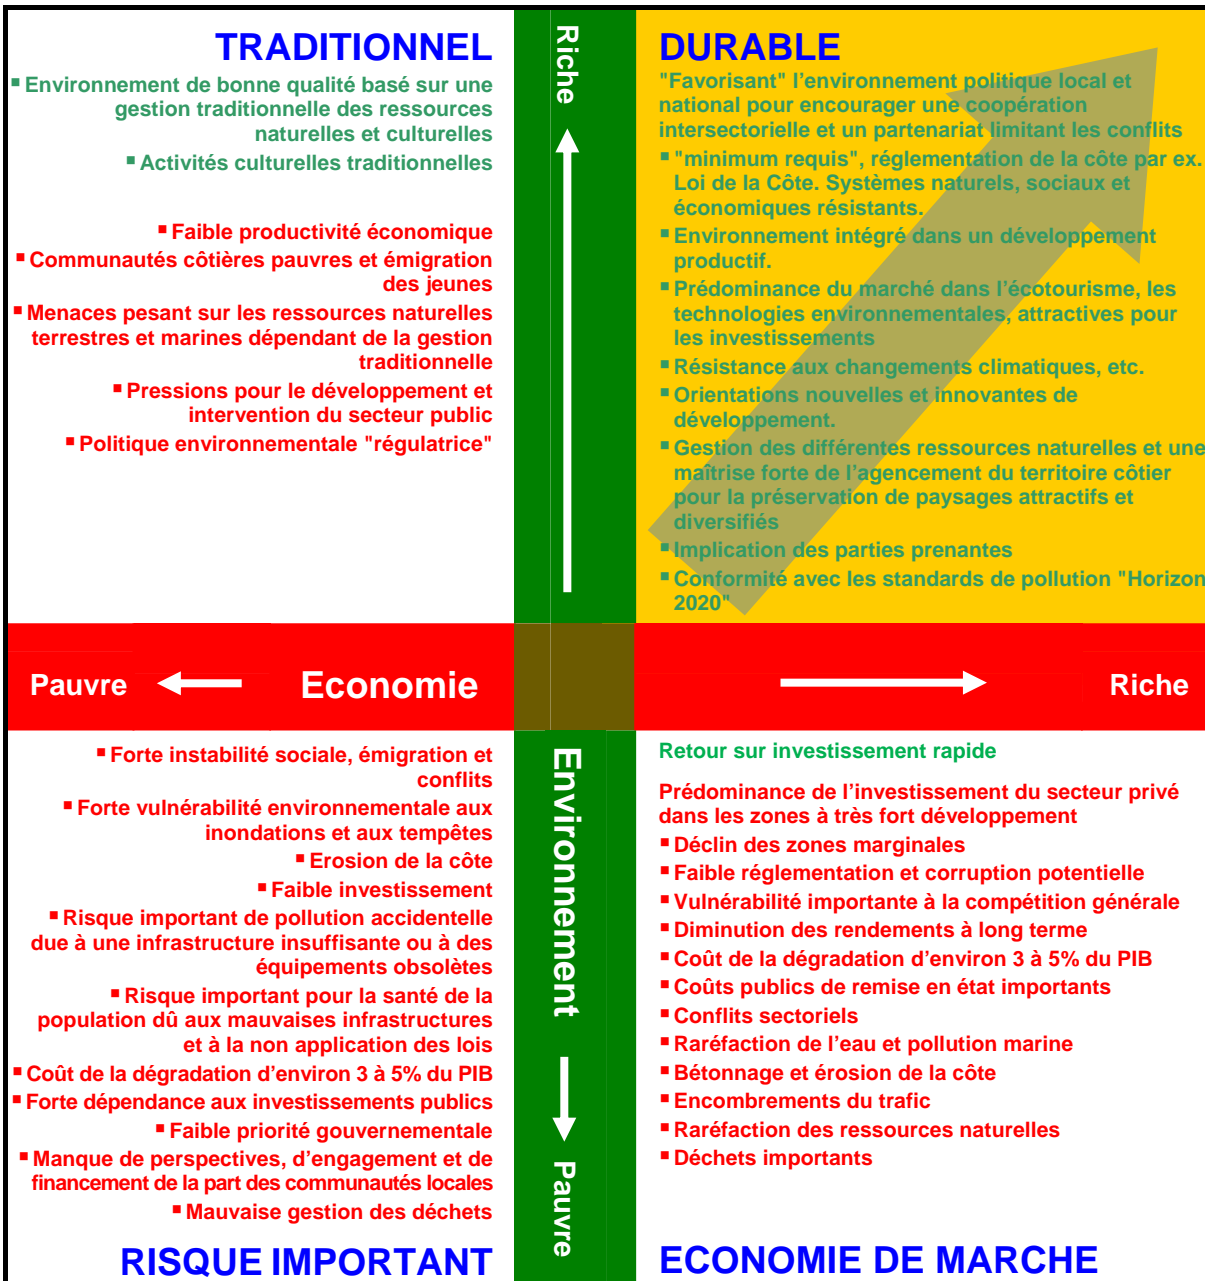 TRADITIONNEL
▪ Environnement de bonne qualité basé sur une
gestion traditionnelle des ressources
naturelles et culturelles
▪ Activités culturelles traditionnelles
▪ Faible productivité économique
▪ Communautés côtières pauvres et émigration
des jeunes
▪ Menaces pesant sur les ressources naturelles
terrestres et marines dépendant de la gestion
traditionnelle
▪ Pressions pour le développement et
intervention du secteur public
▪ Politique environnementale "régulatrice"
Riche
DURABLE
"Favorisant" l'environnement politique local et
national pour encourager une coopération
intersectorielle et un partenariat limitant les conflits
▪ "minimum requis", réglementation de la côte par ex.
Loi de la Côte. Systèmes naturels, sociaux et
économiques résistants.
▪ Environnement intégré dans un développement
productif.
▪ Prédominance du marché dans l'écotourisme, les
technologies environnementales, attractives pour
les investissements
▪ Résistance aux changements climatiques, etc.
▪ Orientations nouvelles et innovantes de
développement.
▪ Gestion des différentes ressources naturelles et une
maîtrise forte de l'agencement du territoire côtier
pour la préservation de paysages attractifs et
diversifiés
▪ Implication des parties prenantes
▪ Conformité avec les standards de pollution "Horizon
2020"
Pauvre
Economie
Riche
▪ Forte instabilité sociale, émigration et
conflits
▪ Forte vulnérabilité environnementale aux
inondations et aux tempêtes
▪ Erosion de la côte
▪ Faible investissement
▪ Risque important de pollution accidentelle
due à une infrastructure insuffisante ou à des
équipements obsolètes
▪ Risque important pour la santé de la
population dû aux mauvaises infrastructures
et à la non application des lois
▪ Coût de la dégradation d'environ 3 à 5% du PIB
▪ Forte dépendance aux investissements publics
▪ Faible priorité gouvernementale
▪ Manque de perspectives, d'engagement et de
financement de la part des communautés locales
▪ Mauvaise gestion des déchets
RISQUE IMPORTANT
Environnement
Pauvre
Retour sur investissement rapide
Prédominance de l'investissement du secteur privé
dans les zones à très fort développement
▪ Déclin des zones marginales
▪ Faible réglementation et corruption potentielle
▪ Vulnérabilité importante à la compétition générale
▪ Diminution des rendements à long terme
▪ Coût de la dégradation d'environ 3 à 5% du PIB
▪ Coûts publics de remise en état importants
▪ Conflits sectoriels
▪ Raréfaction de l'eau et pollution marine
▪ Bétonnage et érosion de la côte
▪ Encombrements du trafic
▪ Raréfaction des ressources naturelles
▪ Déchets importants
ECONOMIE DE MARCHE